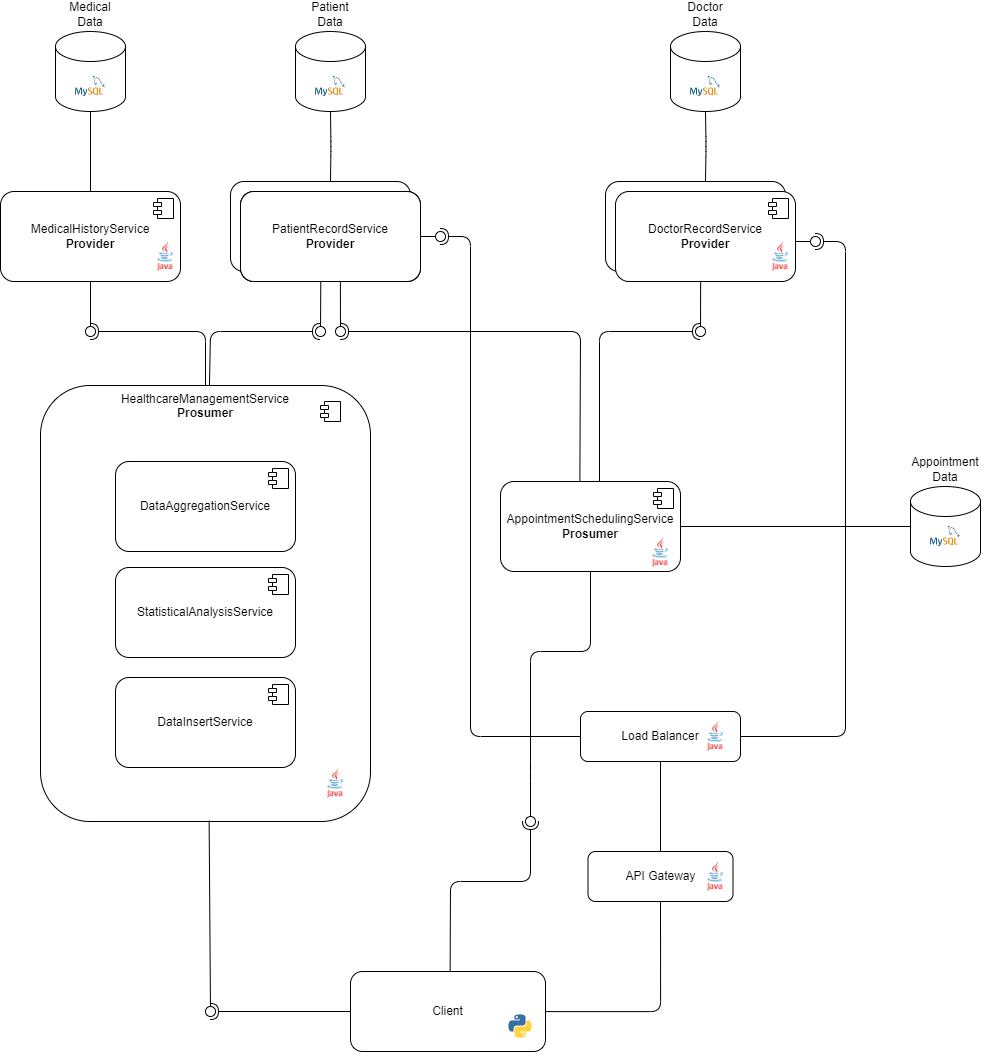 Medical
Data
Patient
Data
Doctor
Data
MySQL
MySQL
MySQL
MedicalHistoryService
Provider
Java
PatientRecordService
Provider
DoctorRecordService
Provider
Java
HealthcareManagementService
Prosumer
DataAggregationService
StatisticalAnalysisService
DataInsertService
Java
AppointmentSchedulingService
Prosumer
Java
Appointment
Data
MySQL
Load Balancer
Java
API Gateway
Java
Client